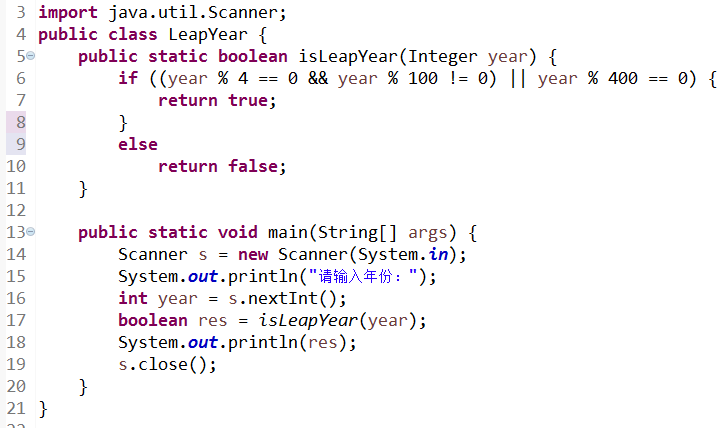 3 import java.util.Scanner;
4 public class LeapYear {
5     public static boolean isLeapYear(Integer year) {
6         if ((year % 4 == 0 && year % 100 != 0) || year % 400 == 0) {
7             return true;
8         }
9         else
10             return false;
11     }
12
13     public static void main(String[] args) {
14         Scanner s = new Scanner(System.in);
15         System.out.println("请输入年份：");
16         int year = s.nextInt();
17         boolean res = isLeapYear(year);
18         System.out.println(res);
19         s.close();
20     }
21 }